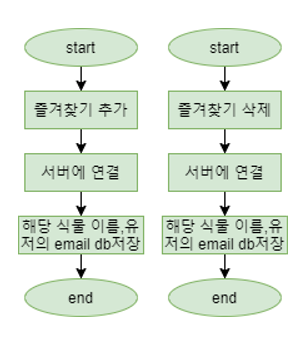 start
즐겨찾기 추가
서버에 연결
해당 식물 이름,유
저의 email db저장
end
start
즐겨찾기 삭제
서버에 연결
해당 식물 이름,유
저의 email db저장
end